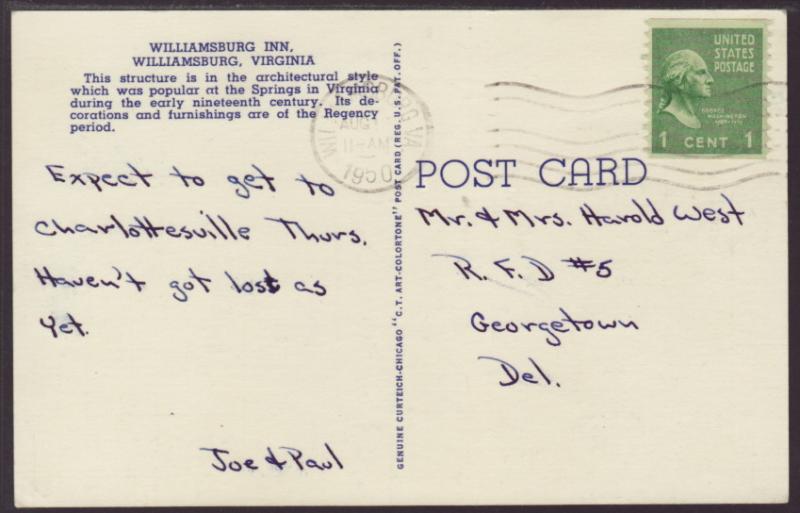 WILLIAMSBURG INN,
WILLIAMSBURG, VIRGINIA
This structure is in the architectural style
which was popular at the Springs in Virginia
during the early nineteenth century. Its de-
corations and furnishings are of the Regency
period.
Expect to get to
Charlottesville Thurs.
Haven't got lost as
yet.
Joe & Paul
GENUINE CURTEICH-CHICAGO "C.T. ART-COLORTONE" POST CARD (REG. U.S. PAT. OFF.)
AUG
11-AM
1950
VA
UNITED
STATES
POSTAGE
GEORGE
WASHINGTON
1 CENT 1
POST CARD
Mr. & Mrs. Harold West
R.F.D #5
Georgetown
Del.